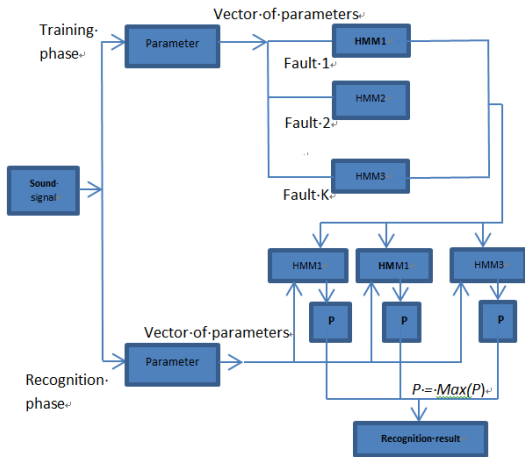 Vector of parameters
Training
phase
Parameter
HMM1
Fault 1
HMM2
Fault 2
HMM3
Fault K
Sound
signal
HMM1
HMM1
HMM3
P
P
P
Vector of parameters
Parameter
Recognition
phase
P = Max(P)
Recognition result